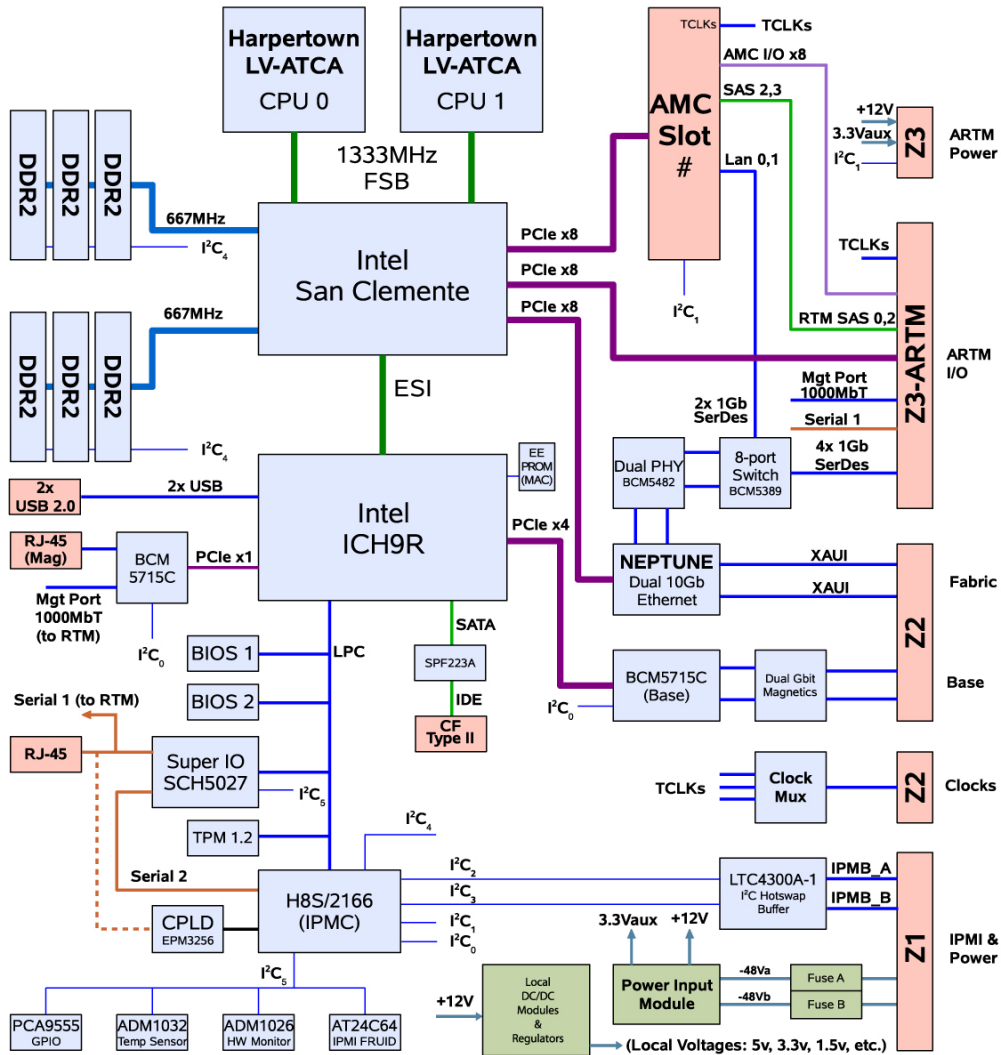 Harpertown
LV-ATCA
CPU 0
Harpertown
LV-ATCA
CPU 1
TCLKs
TCLKs
AMC I/O x8
SAS 2,3
AMC
Slot
#
Lan 0,1
+12V
3.3Vaux
I²C₁
Z3
ARTM
Power
1333MHz
FSB
DDR2
DDR2
DDR2
667MHz
I²C₄
Intel
San Clemente
PCIe x8
PCIe x8
PCIe x8
I²C₁
TCLKs
RTM SAS 0,2
Z3-ARTM
ARTM
I/O
Mgt Port
1000MbT
Serial 1
4x 1Gb
SerDes
DDR2
DDR2
DDR2
667MHz
I²C₄
ESI
2x 1Gb
SerDes
Dual PHY
BCM5482
8-port
Switch
BCM5389
EE
PROM
(MAC)
2x
USB 2.0
2x USB
Intel
ICH9R
PCIe x4
RJ-45
(Mag)
BCM
5715C
PCIe x1
Mgt Port
1000MbT
(to RTM)
I²C₀
NEPTUNE
Dual 10Gb
Ethernet
XAUI
XAUI
Fabric
Z2
Base
BIOS 1
LPC
SATA
SPF223A
IDE
CF
Type II
BCM5715C
(Base)
I²C₀
Dual Gbit
Magnetics
BIOS 2
Serial 1 (to RTM)
RJ-45
Super IO
SCH5027
I²C₅
TCLKs
Clock
Mux
Z2
Clocks
TPM 1.2
I²C₄
Serial 2
H8S/2166
(IPMC)
I²C₂
I²C₃
I²C₁
I²C₀
I²C₅
LTC4300A-1
I²C Hotswap
Buffer
IPMB_A
IPMB_B
Z1
IPMI &
Power
CPLD
EPM3256
3.3Vaux
+12V
Power Input
Module
-48Va
-48Vb
Fuse A
Fuse B
+12V
Local
DC/DC
Modules
&
Regulators
(Local Voltages: 5v, 3.3v, 1.5v, etc.)
PCA9555
GPIO
ADM1032
Temp Sensor
ADM1026
HW Monitor
AT24C64
IPMI FRUID